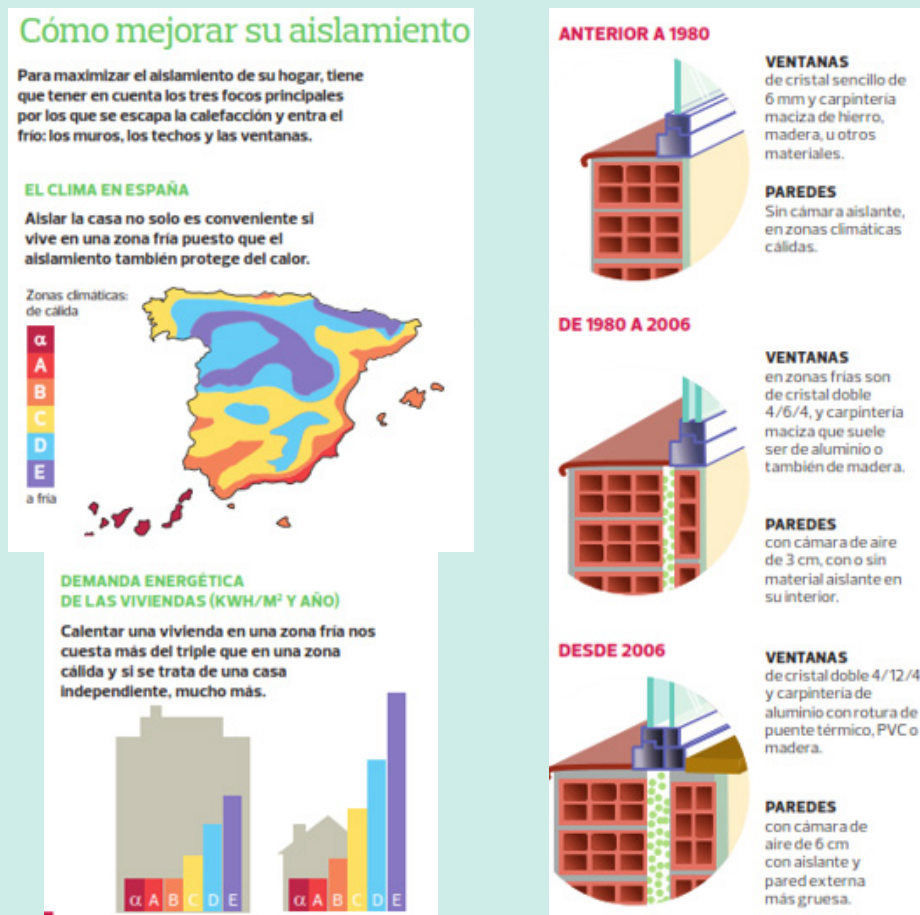 Cómo mejorar su aislamiento
Para maximizar el aislamiento de su hogar, tiene
que tener en cuenta los tres focos principales
por los que se escapa la calefacción y entra el
frío: los muros, los techos y las ventanas.
EL CLIMA EN ESPAÑA
Aislar la casa no solo es conveniente si
vive en una zona fría puesto que el
aislamiento también protege del calor.
Zonas climáticas:
de cálida
α
A
B
C
D
E
a fria
DEMANDA ENERGÉTICA
DE LAS VIVIENDAS (KWH/M² Y AÑO)
Calentar una vivienda en una zona fría nos
cuesta más del triple que en una zona
cálida y si se trata de una casa
independiente, mucho más.
α A B C D E
α A B C D E
ANTERIOR A 1980
VENTANAS
de cristal sencillo de
6 mm y carpintería
maciza de hierro,
madera, u otros
materiales.
PAREDES
Sin cámara aislante,
en zonas climáticas
cálidas.
DE 1980 A 2006
VENTANAS
en zonas frías son
de cristal doble
4/6/4, y carpintería
maciza que suele
ser de aluminio o
también de madera.
PAREDES
con cámara de aire
de 3 cm, con o sin
material aislante en
su interior.
DESDE 2006
VENTANAS
de cristal doble 4/12/4
y carpintería de
aluminio con rotura de
puente térmico, PVC o
madera.
PAREDES
con cámara de
aire de 6 cm
con aislante y
pared externa
más gruesa.